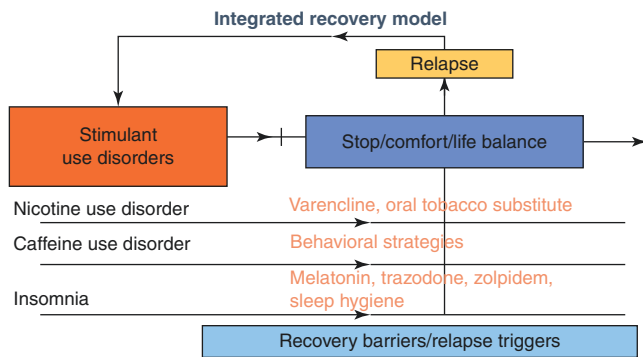 Integrated recovery model
Relapse
Stimulant
use disorders
Stop/comfort/life balance
Nicotine use disorder
Varencline, oral tobacco substitute
Caffeine use disorder
Behavioral strategies
Insomnia
Melatonin, trazodone, zolpidem,
sleep hygiene
Recovery barriers/relapse triggers